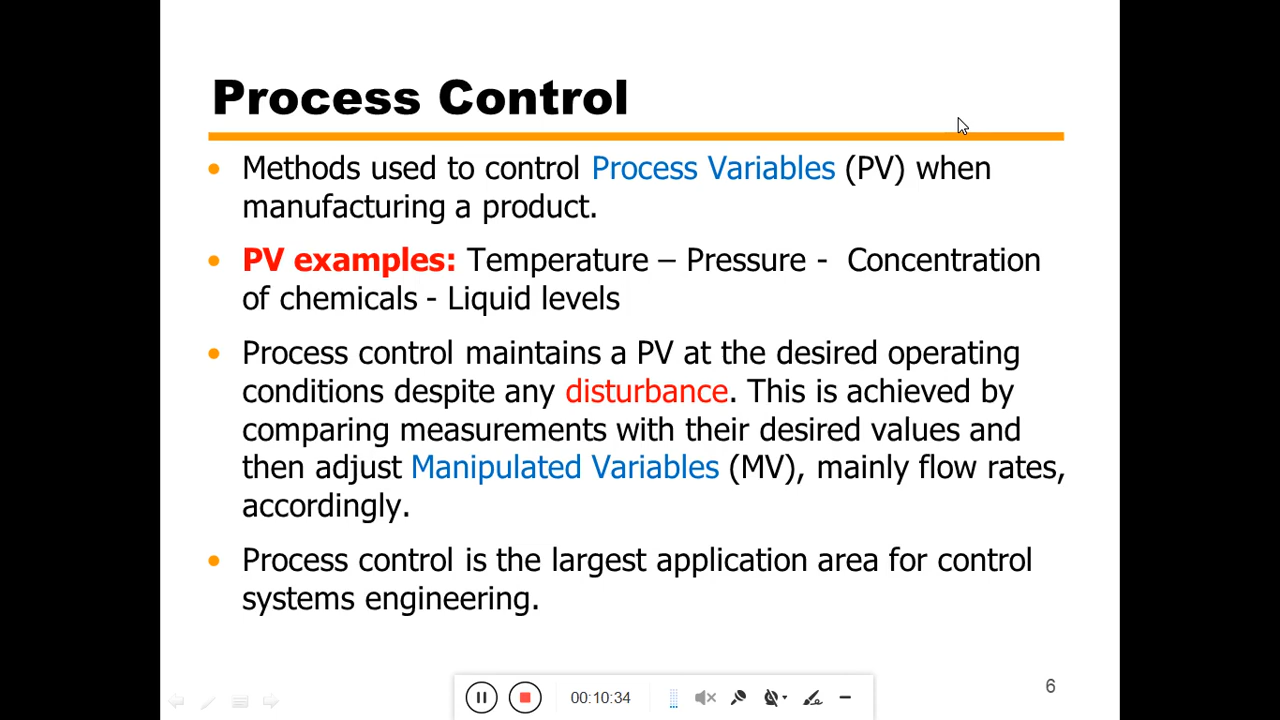 Process Control
• Methods used to control Process Variables (PV) when
manufacturing a product.
• PV examples: Temperature – Pressure - Concentration
of chemicals - Liquid levels
• Process control maintains a PV at the desired operating
conditions despite any disturbance. This is achieved by
comparing measurements with their desired values and
then adjust Manipulated Variables (MV), mainly flow rates,
accordingly.
• Process control is the largest application area for control
systems engineering.
6
00:10:34